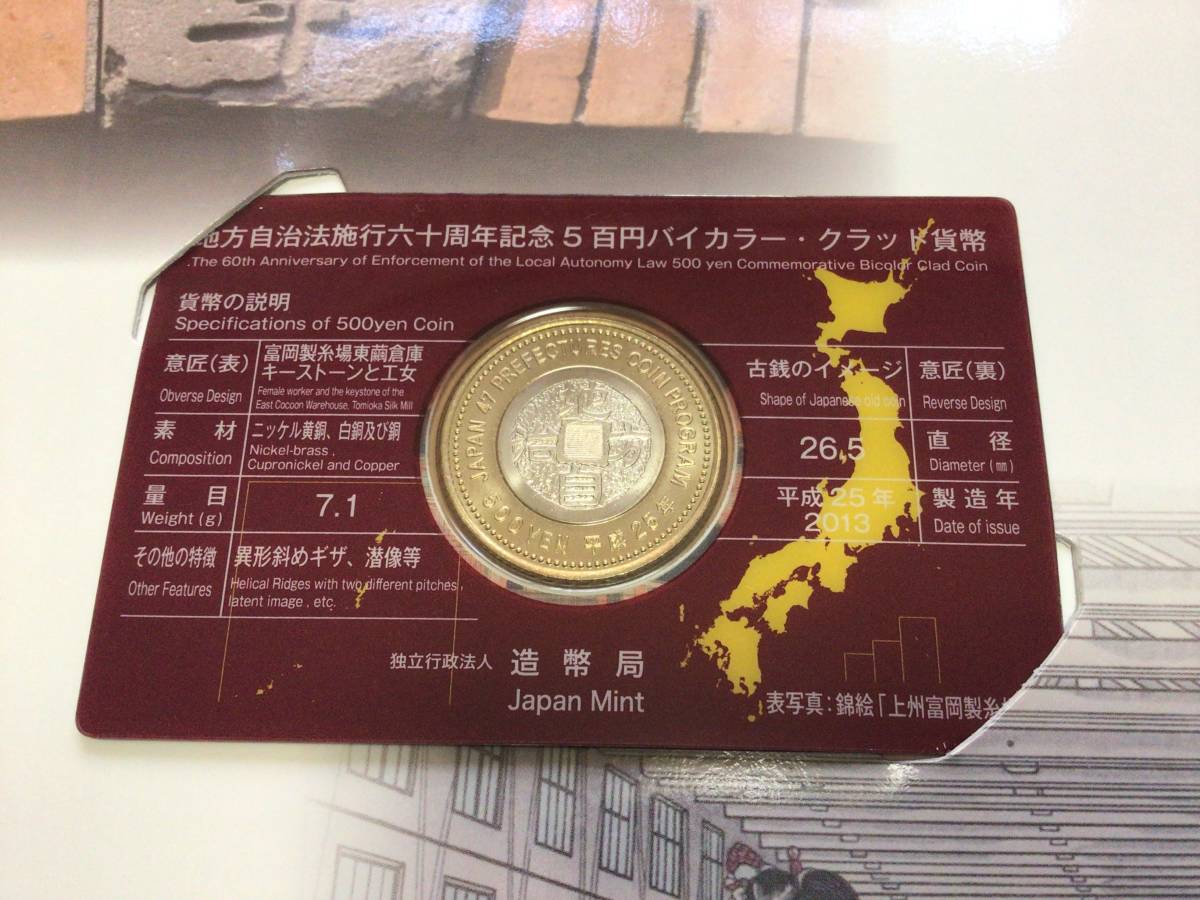 地方自治法施行六十周年記念5百円バイカラー・クラッド貨幣
The 60th Anniversary of Enforcement of the Local Autonomy Law 500 yen Commemorative Bicolor Clad Coin
貨幣の説明
Specifications of 500yen Coin
意匠(表)
Obverse Design
富岡製糸場東繭倉庫
キーストーンと工女
Female worker and the keystone of the
East Cocoon Warehouse, Tomioka Silk Mill
素 材
Composition
ニッケル黄銅、白銅及び銅
Nickel-brass,
Cupronickel and Copper
量 目
Weight (g)
7.1
その他の特徴
Other Features
異形斜めギザ、潜像等
Helical Ridges with two different pitches,
latent image, etc.
JAPAN 47 PREFECTURES COIN PROGRAM
500 YEN 平成25年
古銭のイメージ
Shape of Japanese old coin
意匠(裏)
Reverse Design
26.5
直 径
Diameter (mm)
平成25年
2013
製造年
Date of issue
独立行政法人 造幣局
Japan Mint
表写真:錦絵「上州富岡製糸